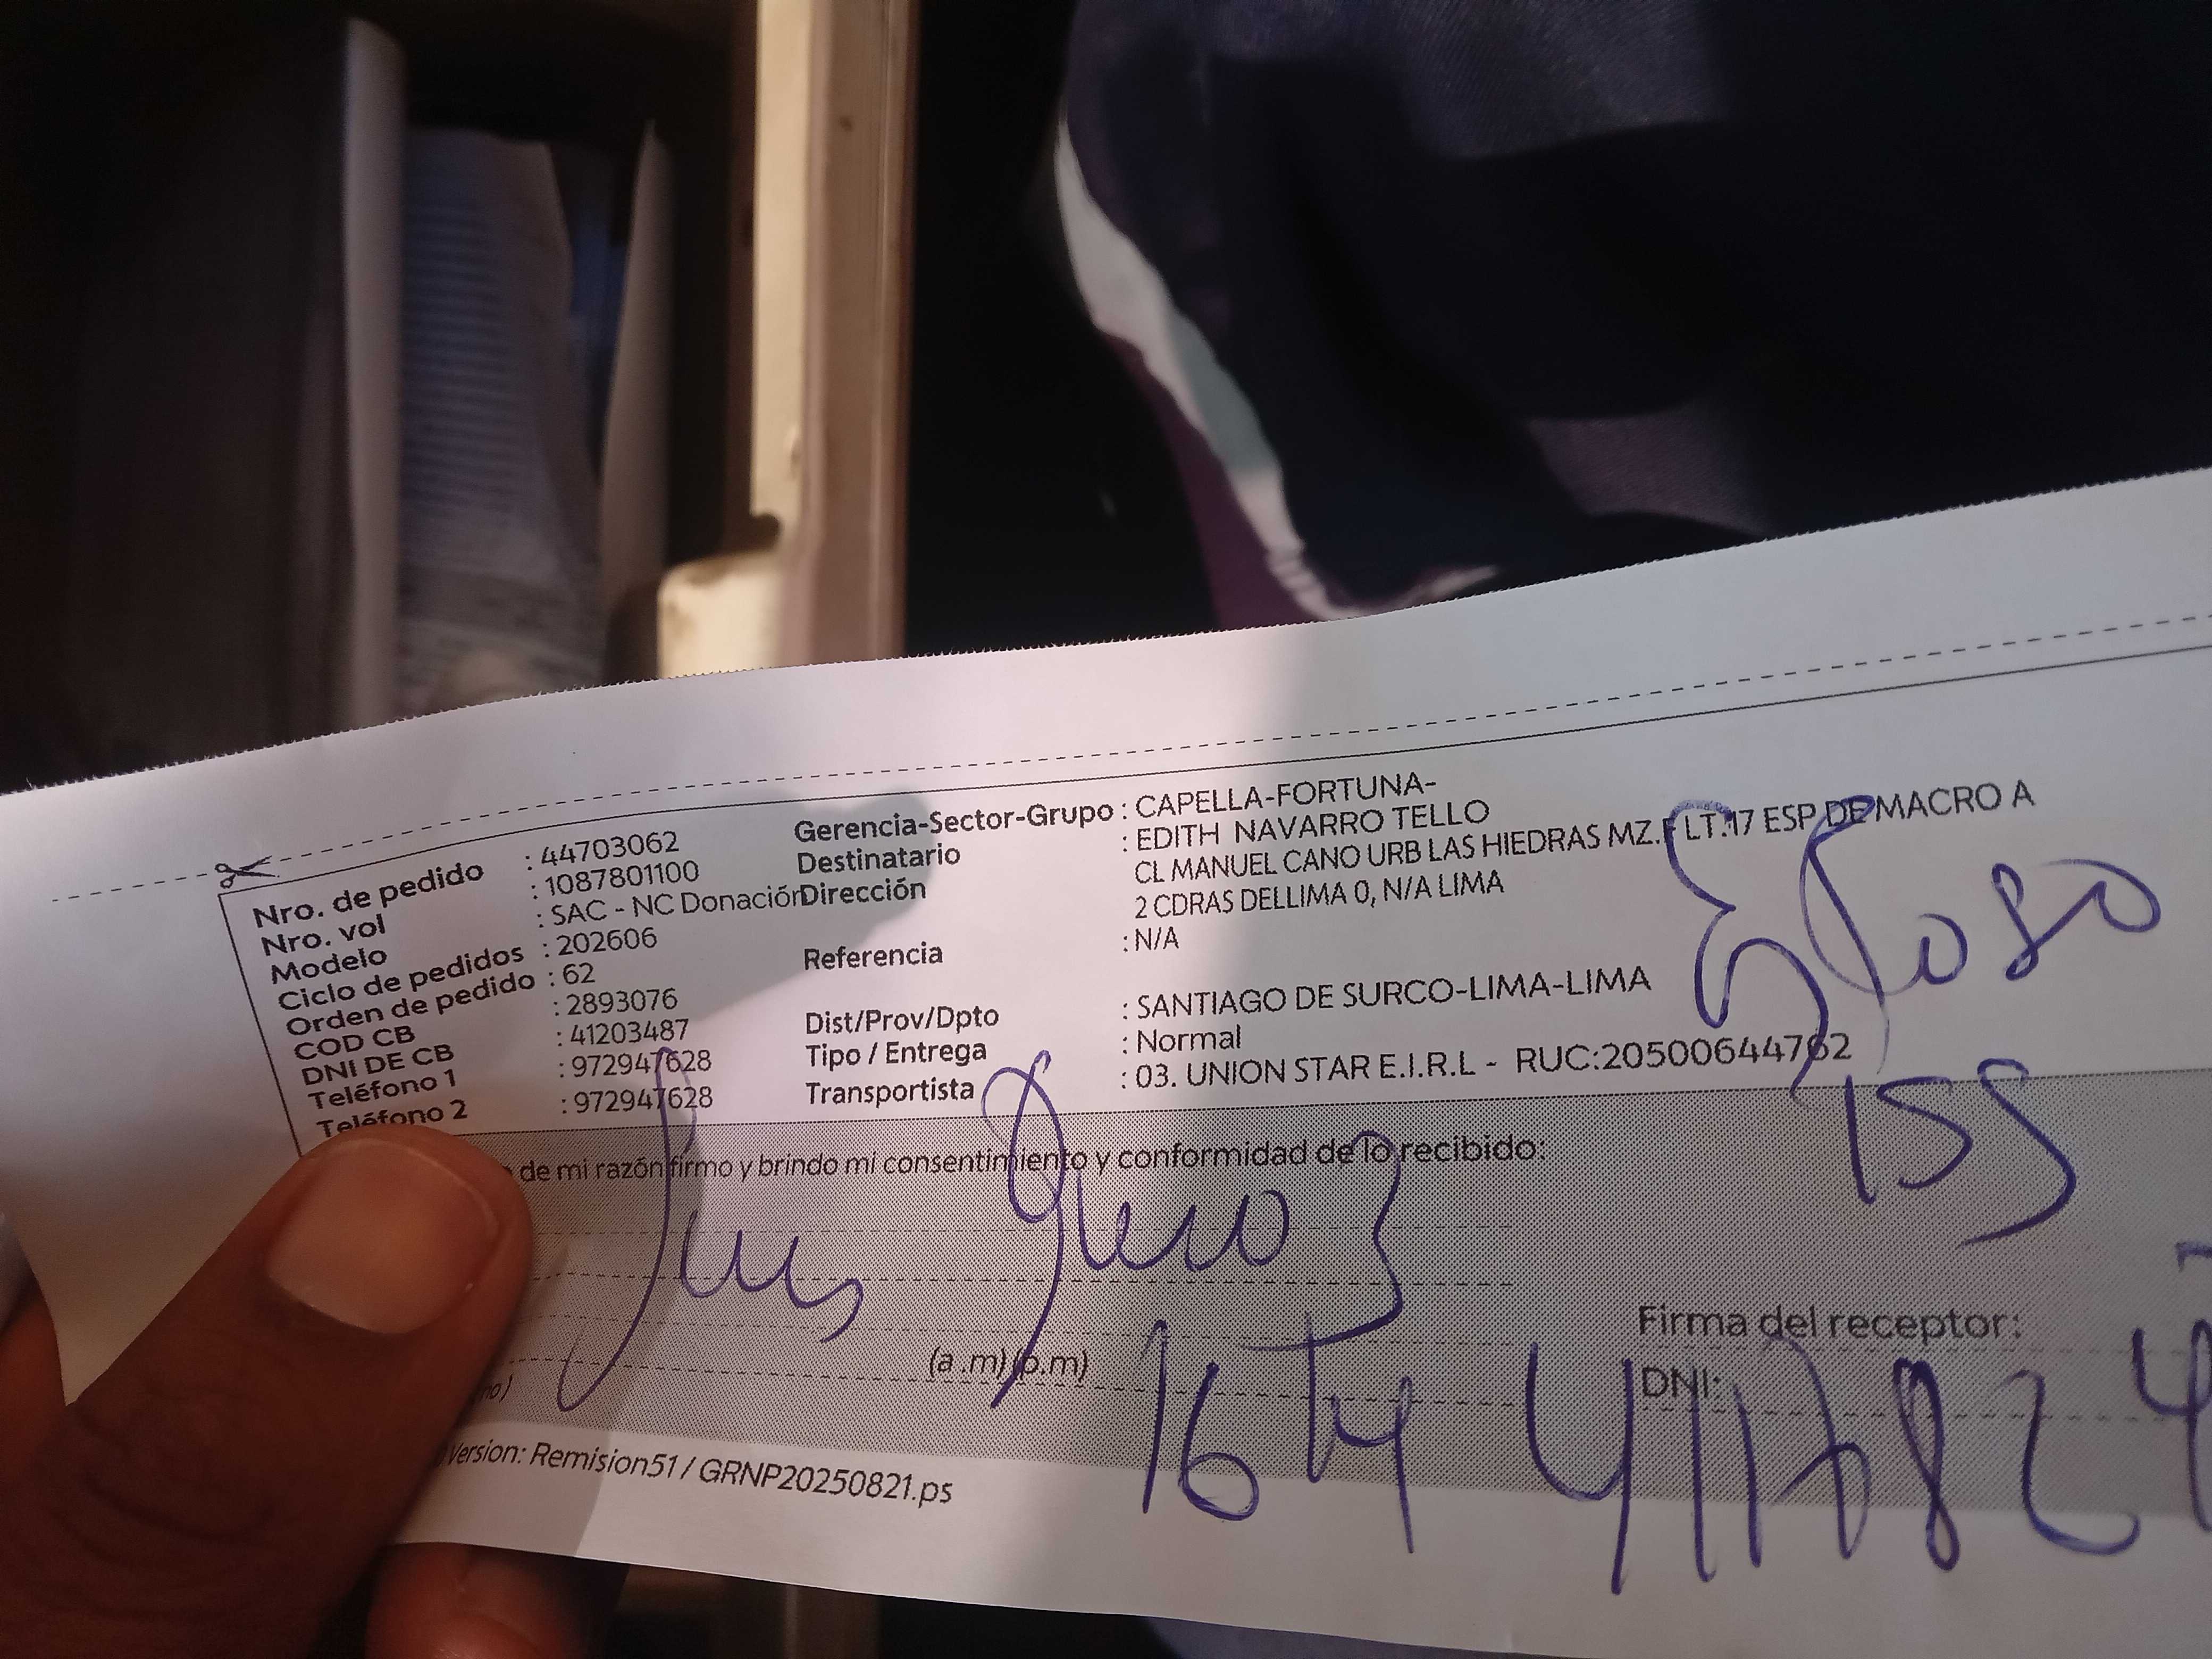 Nro. de pedido : 44703062
Nro. vol : 1087801100
Modelo : SAC - NC Donación
Ciclo de pedidos : 202606
Orden de pedido : 62
COD CB : 2893076
DNI DE CB : 41203487
Teléfono 1 : 972947628
Teléfono 2 : 972947628
Gerencia-Sector-Grupo : CAPELLA-FORTUNA-
Destinatario : EDITH NAVARRO TELLO
Dirección CL MANUEL CANO URB LAS HIEDRAS MZ.F LT.17 ESP DE MACRO A
2 CDRAS DELLIMA 0, N/A LIMA
Referencia : N/A
Dist/Prov/Dpto : SANTIAGO DE SURCO-LIMA-LIMA
Tipo / Entrega : Normal
Transportista : 03. UNION STAR E.I.R.L - RUC:20500644762
Esposo
155
de mi razón firmo y brindo mi consentimiento y conformidad de lo recibido:
Luis
(a .m) (p.m)
Firma del receptor:
DNI:
Version: Remision51 / GRNP20250821.ps